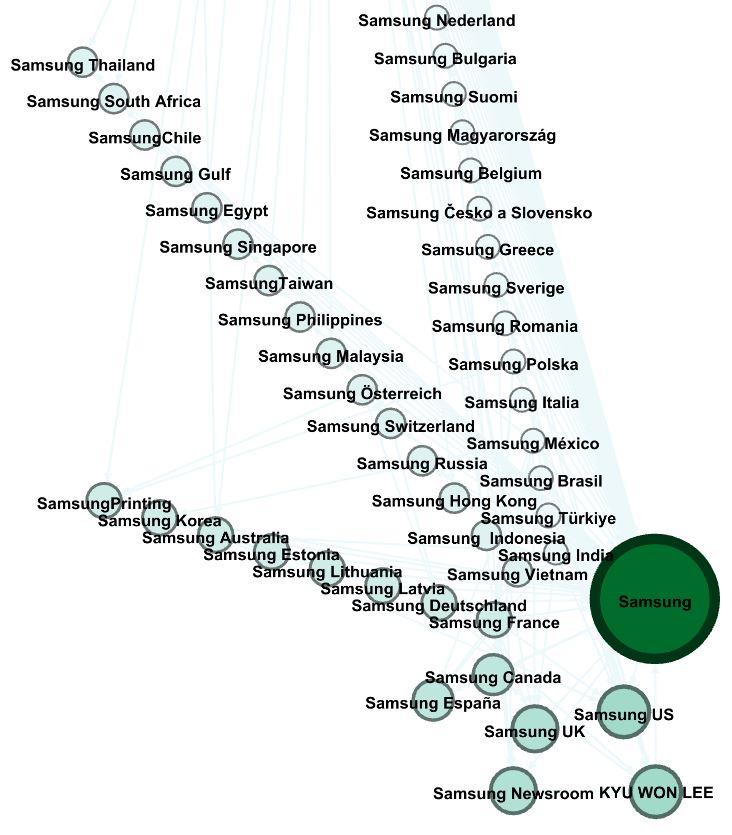 Samsung Nederland
Samsung Bulgaria
Samsung Thailand
Samsung Suomi
Samsung South Africa
Samsung Magyarország
SamsungChile
Samsung Belgium
Samsung Gulf
Samsung Egypt
Samsung Česko a Slovensko
Samsung Singapore
Samsung Greece
SamsungTaiwan
Samsung Sverige
Samsung Philippines
Samsung Romania
Samsung Malaysia
Samsung Polska
Samsung Österreich
Samsung Italia
Samsung Switzerland
Samsung México
Samsung Russia
Samsung Brasil
Samsung Hong Kong
SamsungPrinting
Samsung Korea
Samsung Türkiye
Samsung Australia
Samsung Indonesia
Samsung Estonia
Samsung India
Samsung Lithuania
Samsung Vietnam
Samsung Latvia
Samsung Deutschland
Samsung
Samsung France
Samsung Canada
Samsung España
Samsung US
Samsung UK
Samsung Newsroom
KYU WON LEE